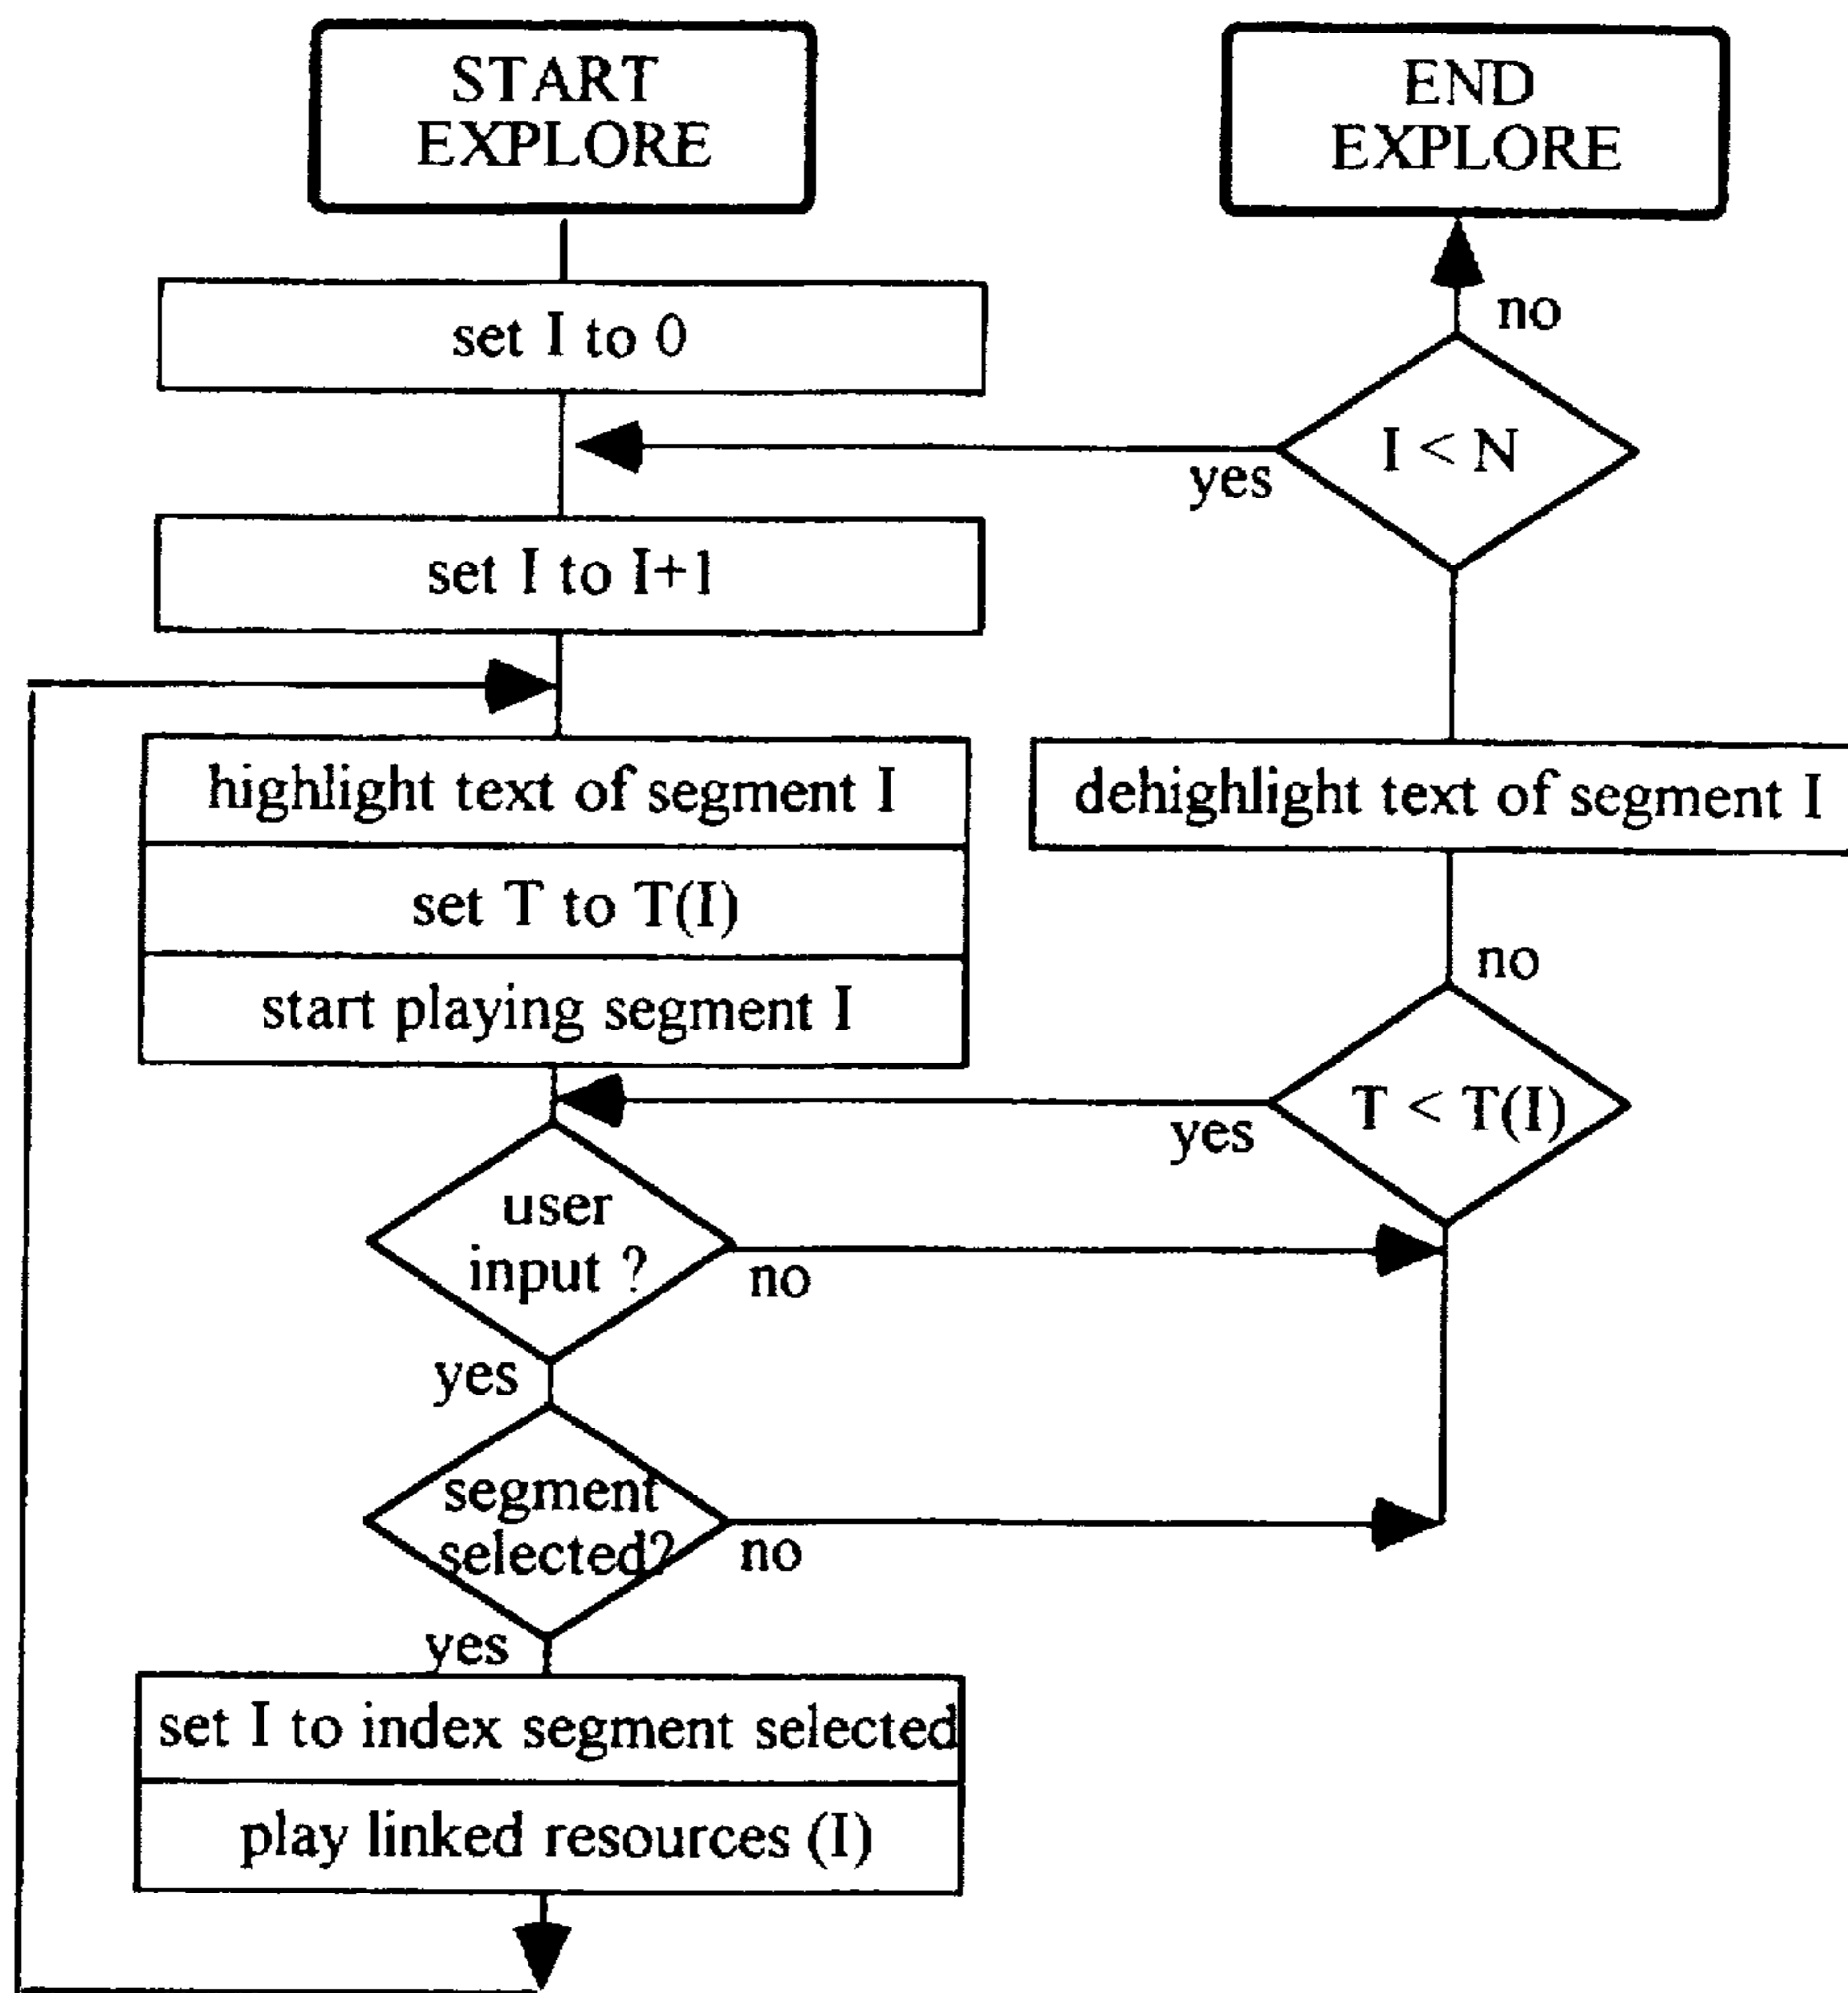 START
EXPLORE
END
EXPLORE
set I to 0
no
I < N
yes
set I to I+1
highlight text of segment I
dehighlight text of segment I
set T to T(I)
no
start playing segment I
T < T(I)
yes
user
input ?
no
yes
segment
selected?
no
yes
set I to index segment selected
play linked resources (I)